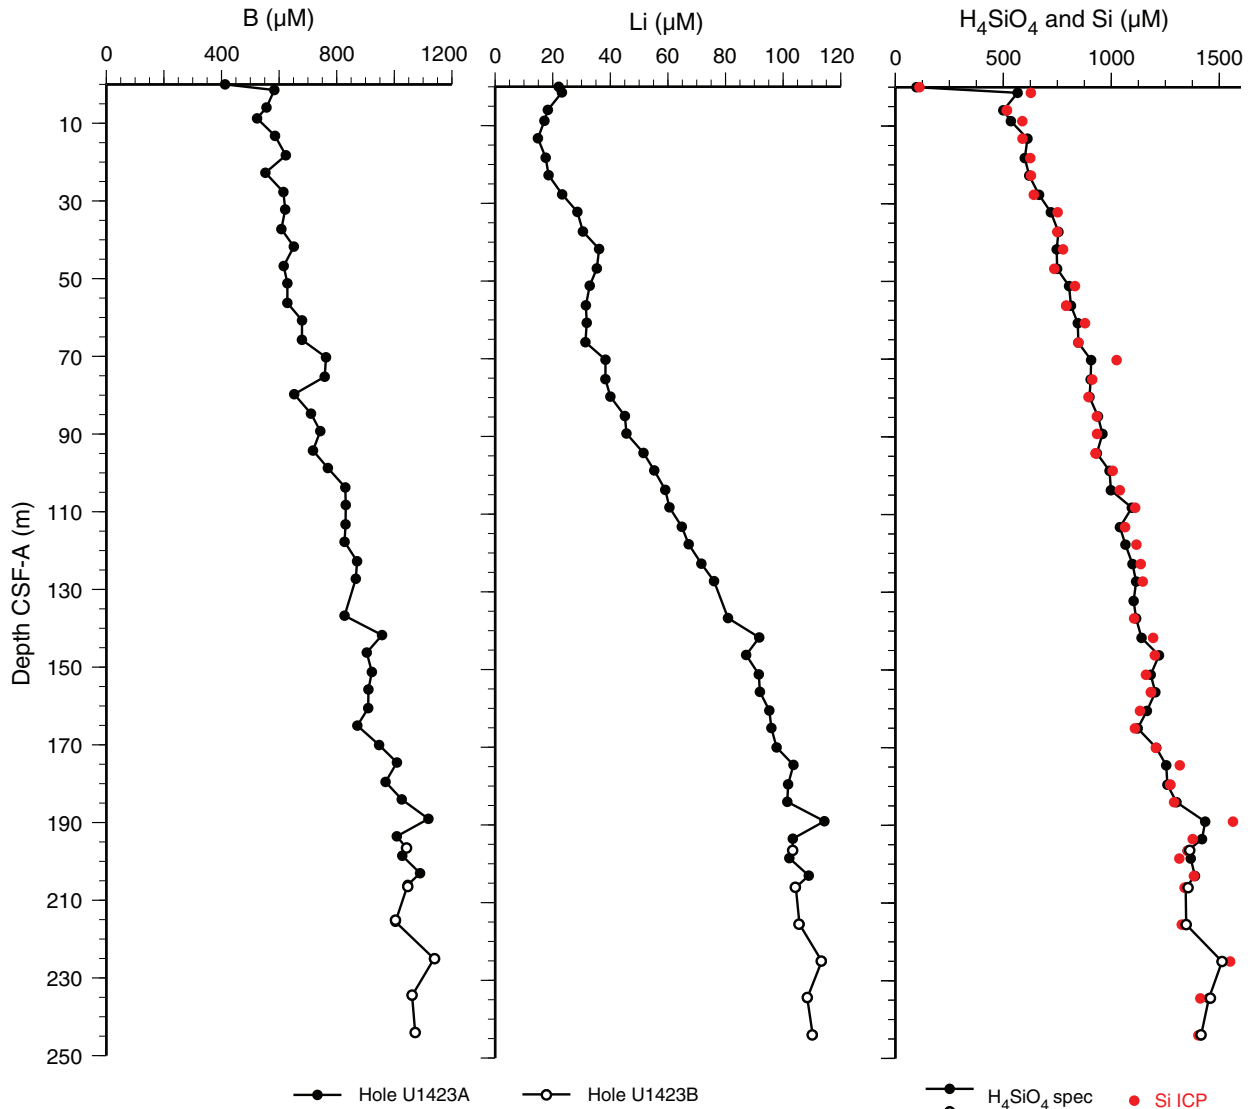 B (µM)
Li (µM)
H₄SiO₄ and Si (µM)
0 400 800 1200
0 20 40 60 80 100 120
0 500 1000 1500
10
30
50
70
90
110
130
150
170
190
210
230
250
Depth CSF-A (m)
Hole U1423A
Hole U1423B
H₄SiO₄ spec
Si ICP